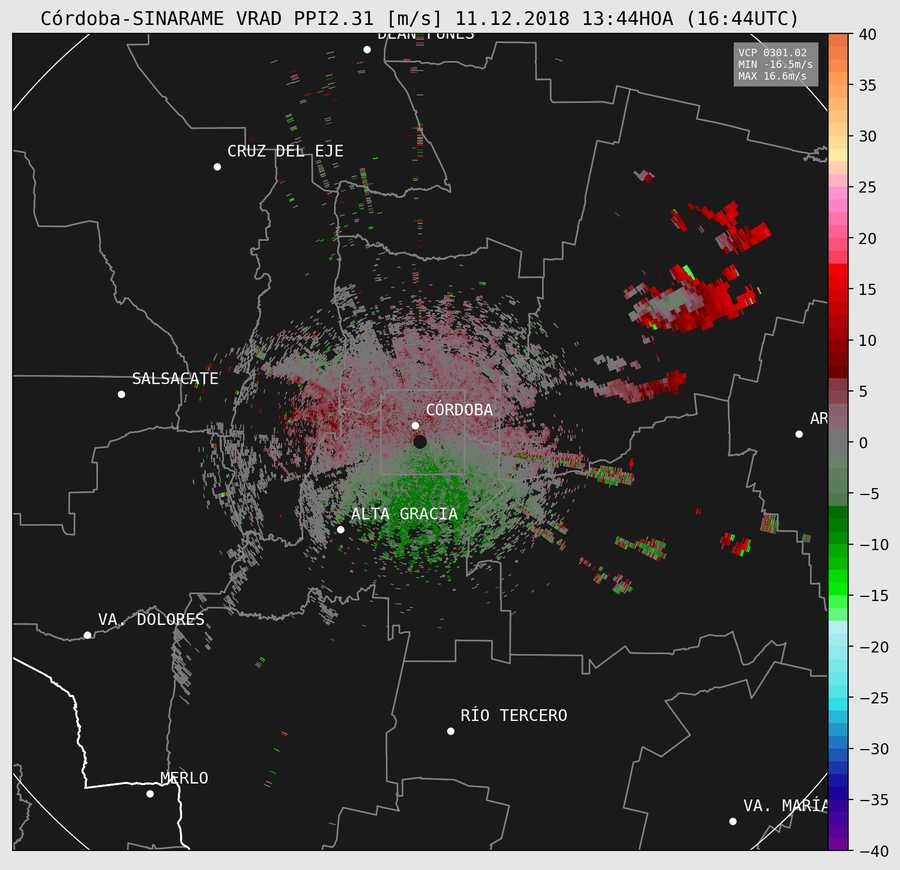 Córdoba-SINARAME VRAD PPI2.31 [m/s] 11.12.2018 13:44HOA (16:44UTC)
DEAN FUNES
VCP 0301.02
MIN -16.5m/s
MAX 16.6m/s
CRUZ DEL EJE
SALSACATE
CÓRDOBA
AR
ALTA GRACIA
VA. DOLORES
RÍO TERCERO
MERLO
VA. MARÍA
40
35
30
25
20
15
10
5
0
−5
−10
−15
−20
−25
−30
−35
−40